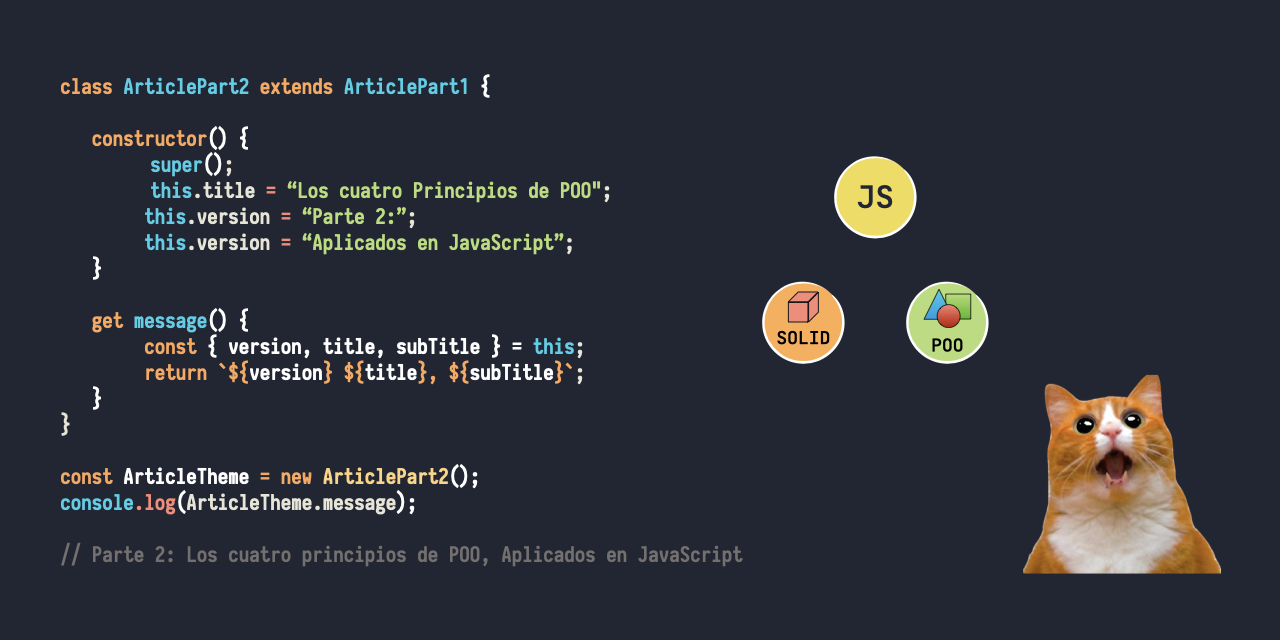 class ArticlePart2 extends ArticlePart1 {
constructor() {
super();
this.title = “Los cuatro Principios de POO";
this.version = “Parte 2:”;
this.version = “Aplicados en JavaScript”;
}
get message() {
const { version, title, subTitle } = this;
return `${version} ${title}, ${subTitle}`;
}
}
const ArticleTheme = new ArticlePart2();
console.log(ArticleTheme.message);
// Parte 2: Los cuatro principios de POO, Aplicados en JavaScript
JS
SOLID
POO